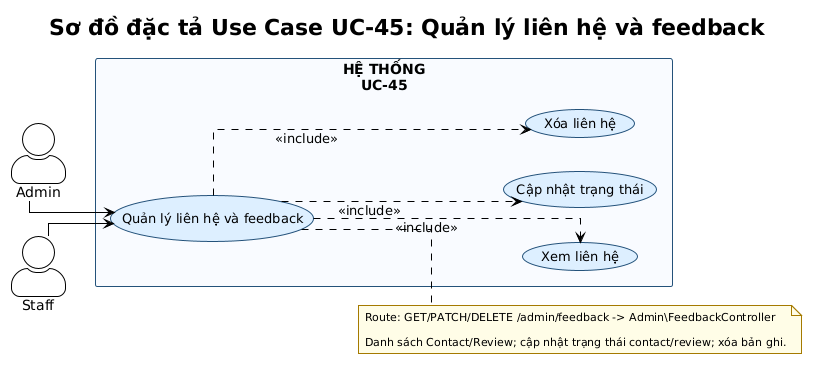 Sơ đồ đặc tả Use Case UC-45: Quản lý liên hệ và feedback
HỆ THỐNG
UC-45
Xóa liên hệ
«include»
Admin
Cập nhật trạng thái
«include»
Quản lý liên hệ và feedback
«include»
Xem liên hệ
Staff
Route: GET/PATCH/DELETE /admin/feedback -> Admin\FeedbackController
Danh sách Contact/Review; cập nhật trạng thái contact/review; xóa bản ghi.